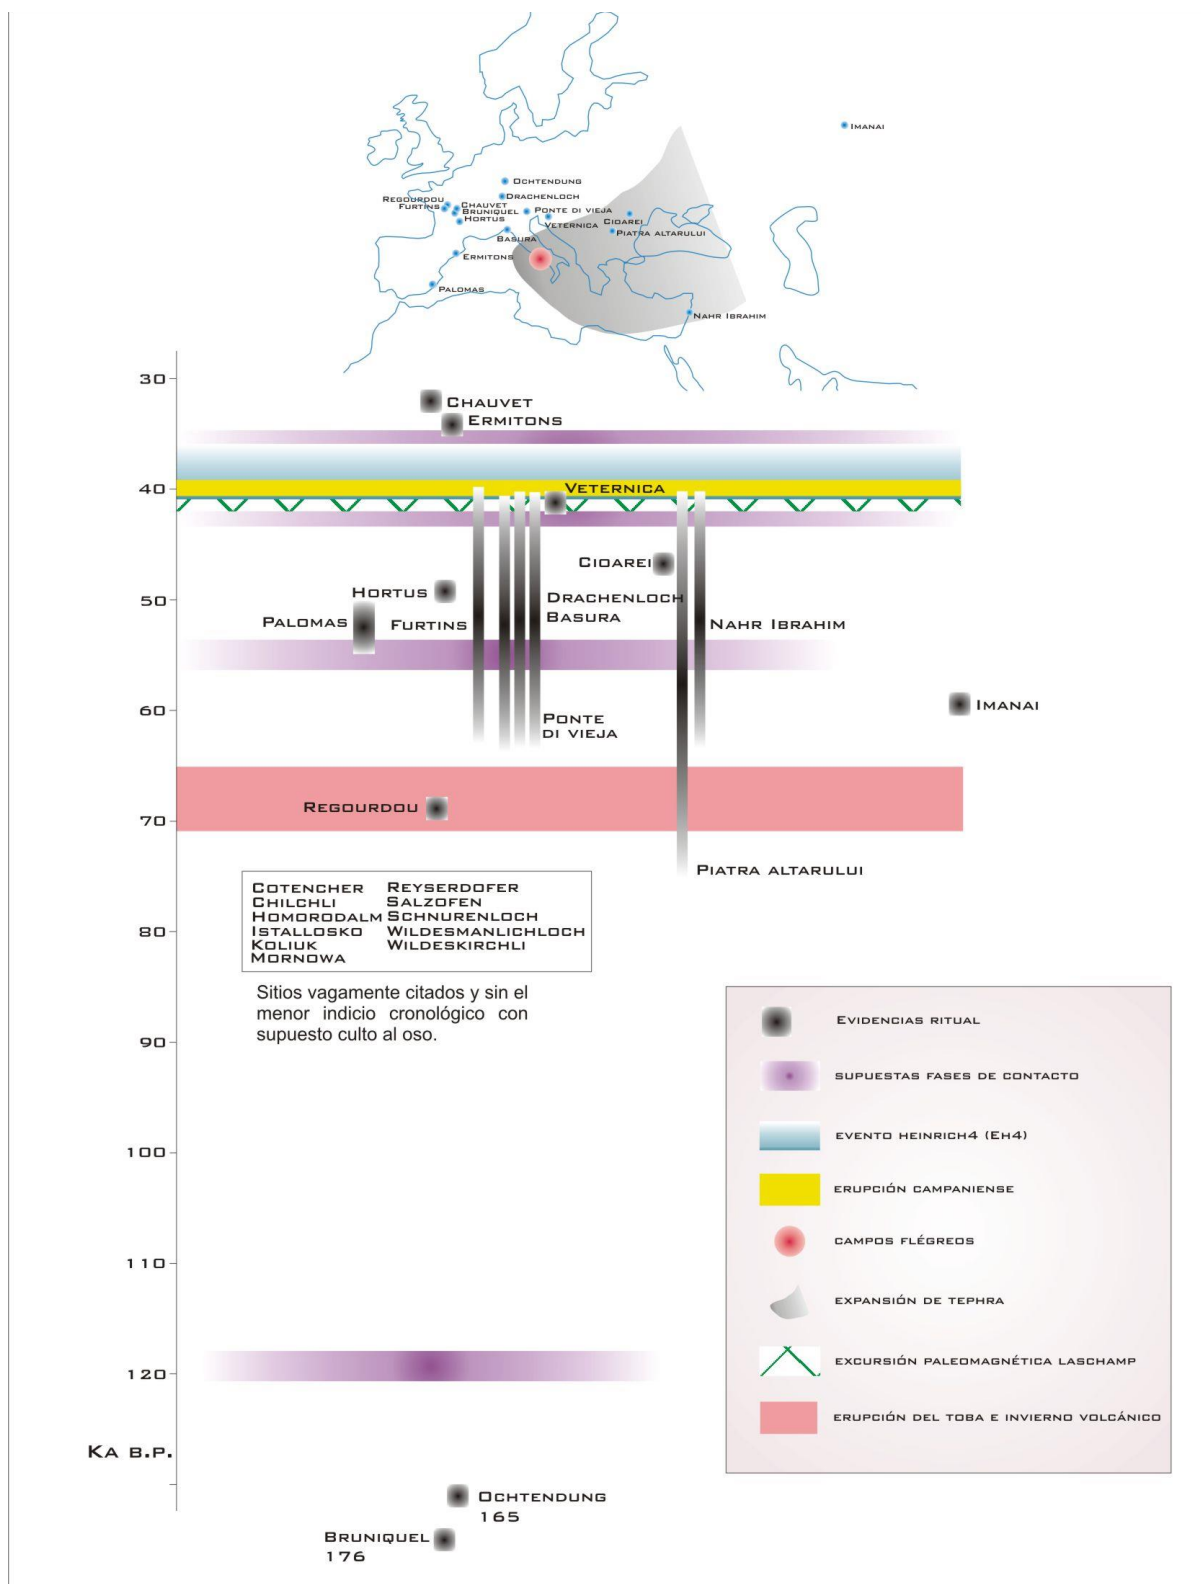 IMANAI
OCHTENDUNG
DRACHENLOCH
REGOURDOU
FURTINS
CHAUVET
BRUNIQUEL
HORTUS
PONTE DI VIEJA
VETERNICA
CIOAREI
PIATRA ALTARULUI
BASURA
ERMITONS
PALOMAS
NAHR IBRAHIM
30
CHAUVET
ERMITONS
40
VETERNICA
CIOAREI
HORTUS
50
DRACHENLOCH
PALOMAS
FURTINS
BASURA
NAHR IBRAHIM
60
IMANAI
PONTE
DI VIEJA
REGOURDOU
70
PIATRA ALTARULUI
COTENCHER REYSERDOFER
CHILCHLI SALZOFEN
HOMORODALM SCHNURENLOCH
ISTALLOSKO WILDESMANLICHLOCH
KOLIUK WILDESKIRCHLI
MORNOWA
80
Sitios vagamente citados y sin el
menor indicio cronológico con
supuesto culto al oso.
90
100
110
120
KA B.P.
OCHTENDUNG
165
BRUNIQUEL
176
EVIDENCIAS RITUAL
SUPUESTAS FASES DE CONTACTO
EVENTO HEINRICH4 (EH4)
ERUPCIÓN CAMPANIENSE
CAMPOS FLÉGREOS
EXPANSIÓN DE TEPHRA
EXCURSIÓN PALEOMAGNÉTICA LASCHAMP
ERUPCIÓN DEL TOBA E INVIERNO VOLCÁNICO